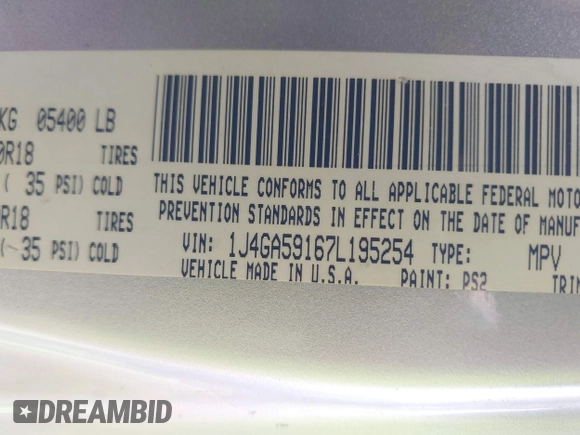 KG 05400 LB
0R18 TIRES
( 35 PSI) COLD
R18 TIRES
(~35 PSI) COLD
THIS VEHICLE CONFORMS TO ALL APPLICABLE FEDERAL MOTO
PREVENTION STANDARDS IN EFFECT ON THE DATE OF MANUF
VIN: 1J4GA59167L195254 TYPE: MPV
VEHICLE MADE IN U.S.A. PAINT: PS2 TRIN
DREAMBID